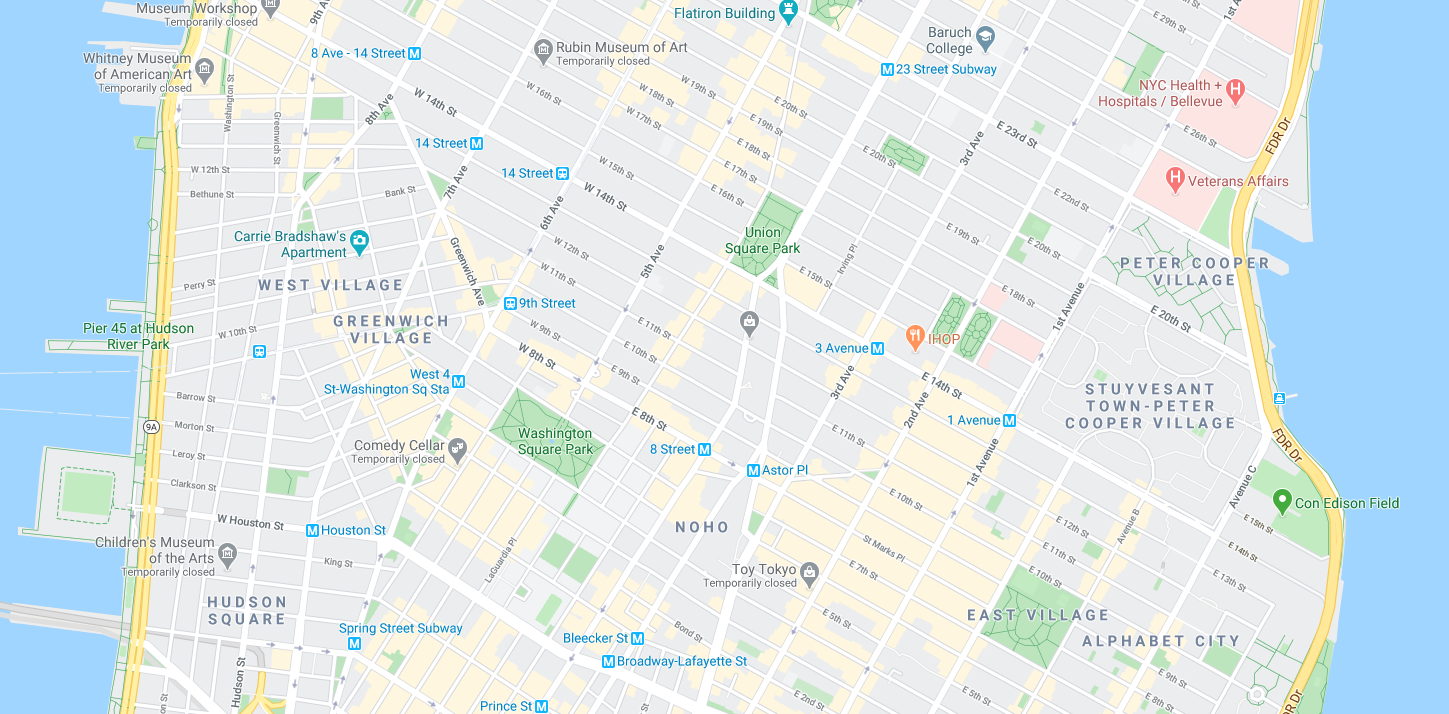 Museum Workshop
Temporarily closed
9th Ave
Flatiron Building
1st A
E 30th St
E 29th St
8 Ave - 14 Street
Rubin Museum of Art
Temporarily closed
Baruch
College
23 Street Subway
Whitney Museum
of American Art
Temporarily closed
Washington St
W 14th St
W 16th St
W 19th St
W 18th St
W 17th St
E 20th St
E 19th St
E 18th St
E 17th St
E 16th St
NYC Health +
Hospitals / Bellevue
FDR Dr
E 26th St
8th Ave
Greenwich St
14 Street
14 Street
W 15th St
W 14th St
E 20th St
3rd Ave
E 23rd St
E 22nd St
Veterans Affairs
W 12th St
Bethune St
Bank St
7th Ave
6th Ave
Union
Square Park
E 19th St
E 20th St
Carrie Bradshaw's
Apartment
Greenwich Ave
W 12th St
W 11th St
5th Ave
Irving Pl
E 15th St
PETER COOPER
VILLAGE
Perry St
WEST VILLAGE
E 18th St
1st Avenue
E 20th St
9th Street
GREENWICH
VILLAGE
W 10th St
Pier 45 at Hudson
River Park
W 9th St
W 8th St
E 11th St
E 10th St
E 9th St
3 Avenue
IHOP
West 4
St-Washington Sq Sta
Barrow St
E 14th St
3rd Ave
2nd Ave
STUYVESANT
TOWN-PETER
COOPER VILLAGE
9A
Morton St
E 8th St
1 Avenue
Washington
Square Park
E 11th St
Comedy Cellar
Temporarily closed
8 Street
Astor Pl
Leroy St
Clarkson St
FDR Dr
1st Avenue
Avenue C
W Houston St
Houston St
E 10th St
Con Edison Field
E 15th St
NOHO
E 12th St
Avenue B
E 11th St
E 14th St
Children's Museum
of the Arts
Temporarily closed
King St
LaGuardia Pl
St Marks Pl
E 7th St
Toy Tokyo
Temporarily closed
E 10th St
E 13th St
HUDSON
SQUARE
EAST VILLAGE
E 5th St
ALPHABET CITY
Spring Street Subway
Bleecker St
Bond St
Broadway-Lafayette St
Hudson St
E 9th St
E 2nd St
E 5th St
Prince St
FDR Dr